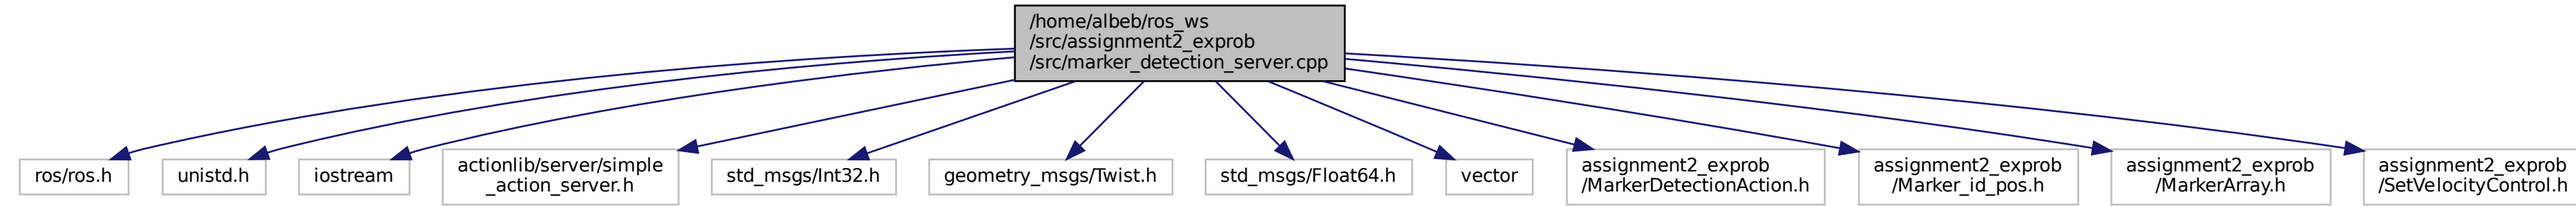 /home/albeb/ros_ws
/src/assignment2_exprob
/src/marker_detection_server.cpp
ros/ros.h
unistd.h
iostream
actionlib/server/simple
_action_server.h
std_msgs/Int32.h
geometry_msgs/Twist.h
std_msgs/Float64.h
vector
assignment2_exprob
/MarkerDetectionAction.h
assignment2_exprob
/Marker_id_pos.h
assignment2_exprob
/MarkerArray.h
assignment2_exprob
/SetVelocityControl.h